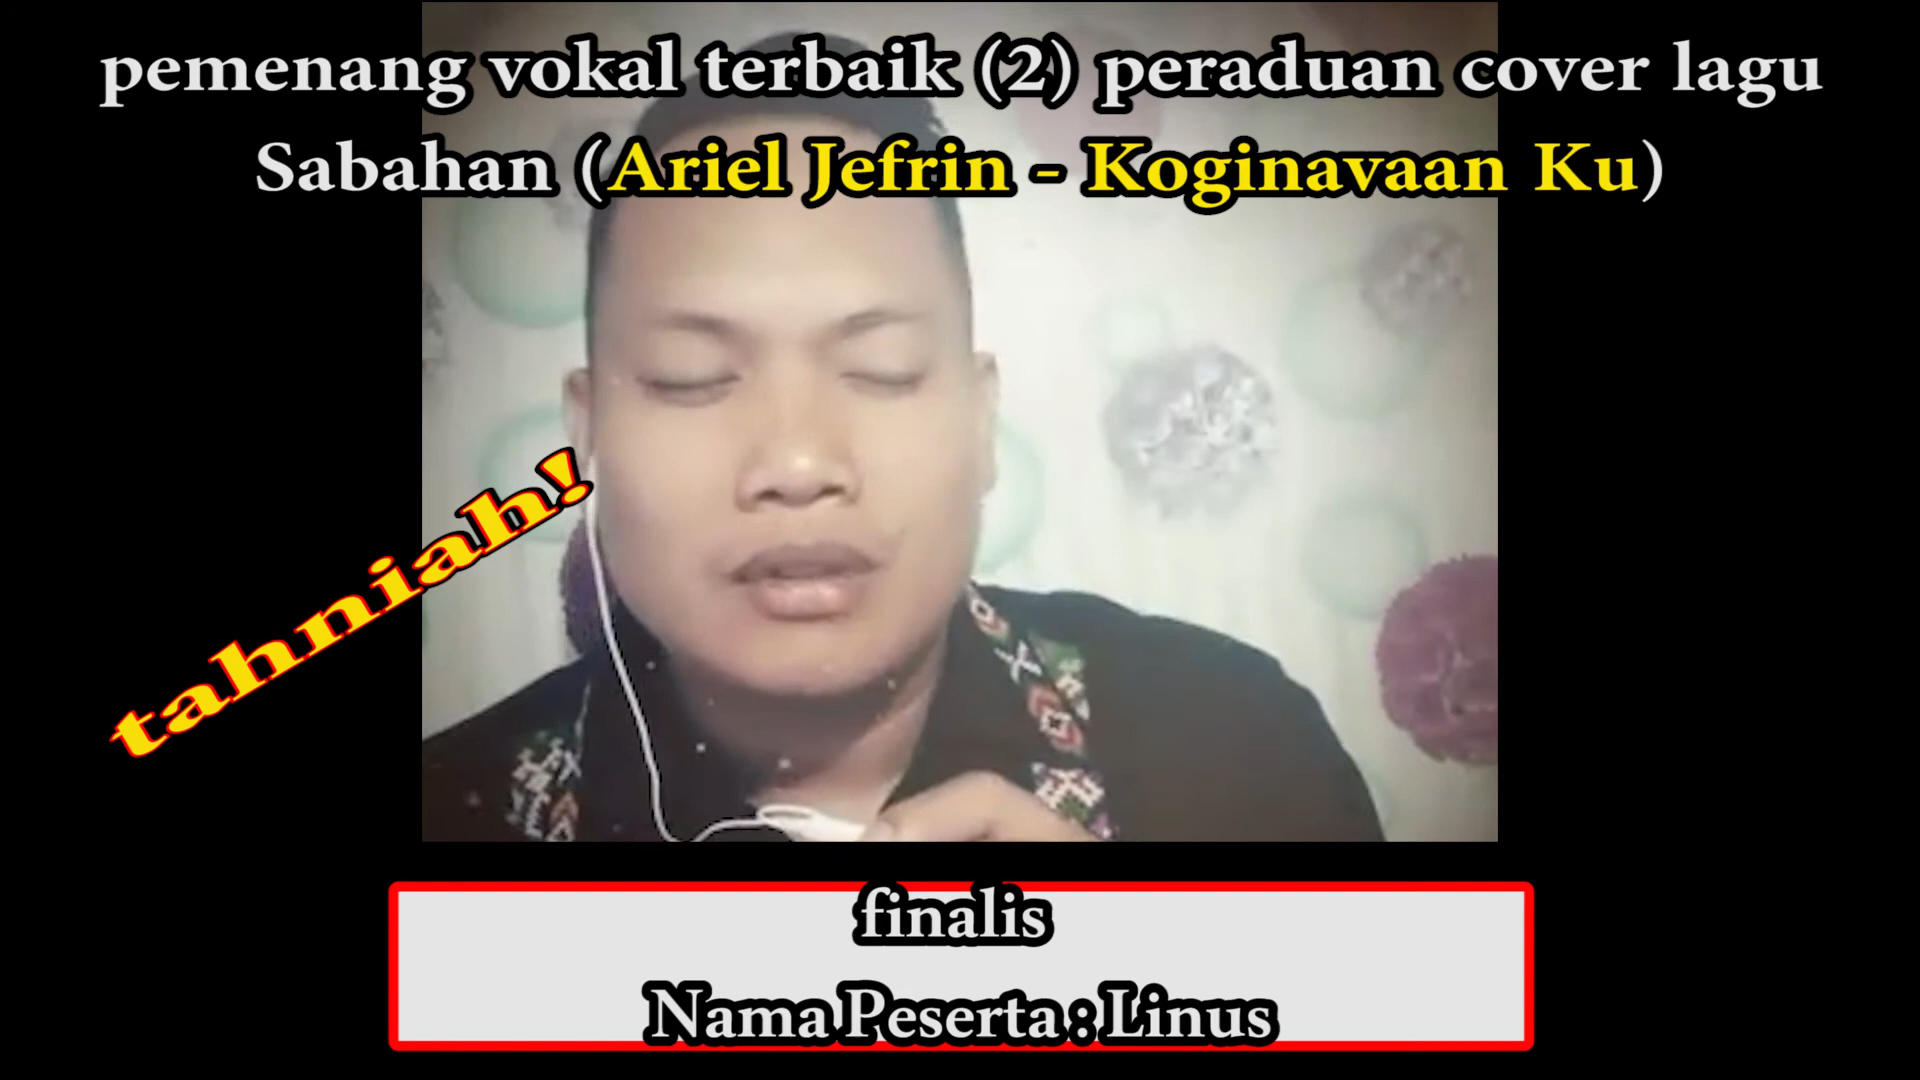 pemenang vokal terbaik (2) peraduan cover lagu
Sabahan (Ariel Jefrin - Koginavaan Ku)
tahniah!
finalis
Nama Peserta : Linus